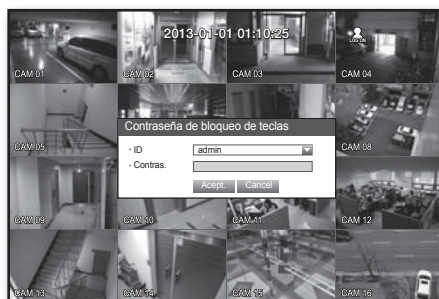 2013-01-01 01:10:25
LOG ON
CAM 01
CAM 02
CAM 03
CAM 04
Contraseña de bloqueo de teclas
CAM 05
CAM 08
· ID
admin
· Contras.
Acept.
Cancel
CAM 09
CAM 10
CAM 11
CAM 12
CAM 13
CAM 14
CAM 15
CAM 16